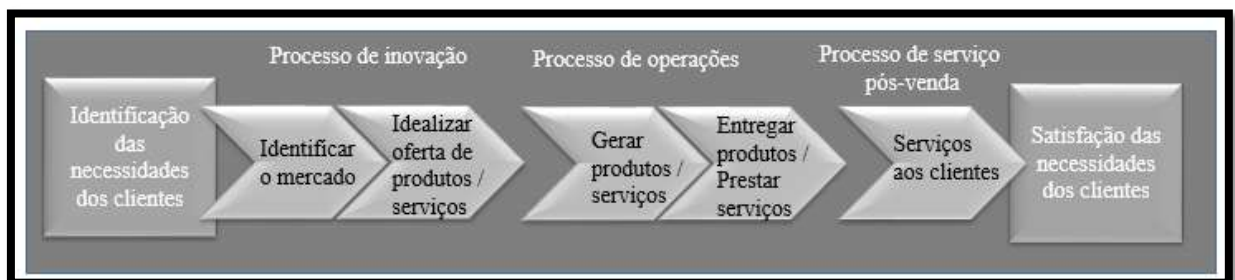 Processo de inovação
Processo de operações
Processo de serviço
pós-venda
Identificação
das
necessidades
dos clientes
Identificar
o mercado
Idealizar
oferta de
produtos /
serviços
Gerar
produtos /
serviços
Entregar
produtos /
Prestar
serviços
Serviços
aos clientes
Satisfação das
necessidades
dos clientes